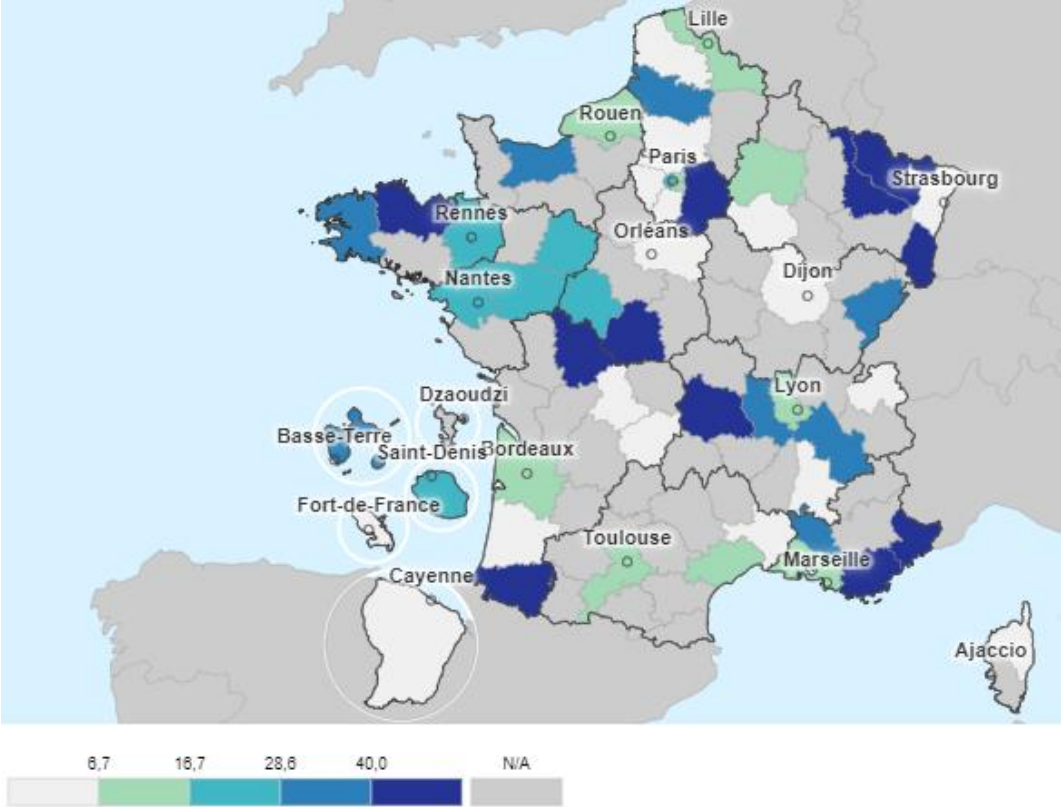 Lille
Rouen
Paris
Strasbourg
Rennes
Orléans
Nantes
Dijon
Lyon
Dzaoudzi
Basse-Terre
Saint-Denis
Bordeaux
Fort-de-France
Toulouse
Marseille
Cayenne
Ajaccio
6,7 16,7 28,6 40,0 N/A